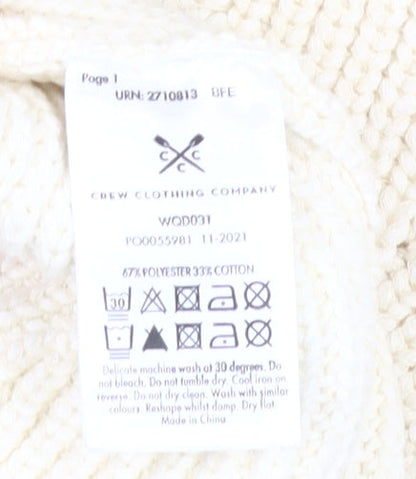 Page 1
URN: 2710813 BFE
C C C
CREW CLOTHING COMPANY
WQD031
PO0055981 11-2021
67% POLYESTER 33% COTTON
30
Delicate machine wash at 30 degrees. Do
not bleach. Do not tumble dry. Cool iron on
reverse. Do not dry clean. Wash with similar
colours. Reshape whilst damp. Dry flat.
Made in China